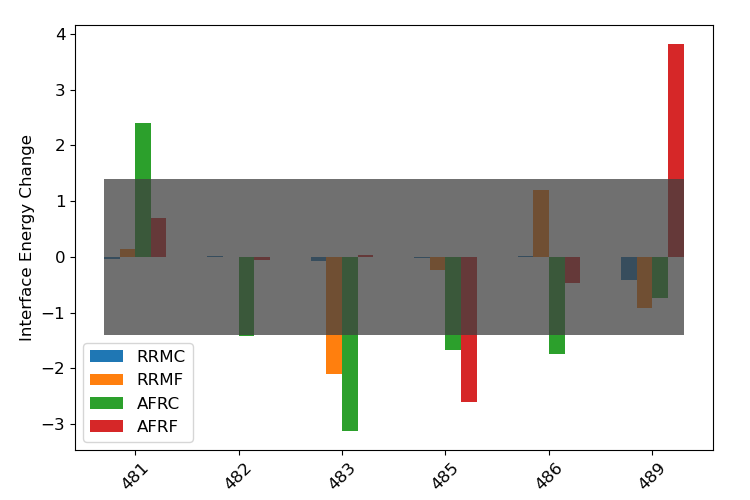 Interface Energy Change
4
3
2
1
0
−1
−2
−3
RRMC
RRMF
AFRC
AFRF
481
482
483
485
486
489